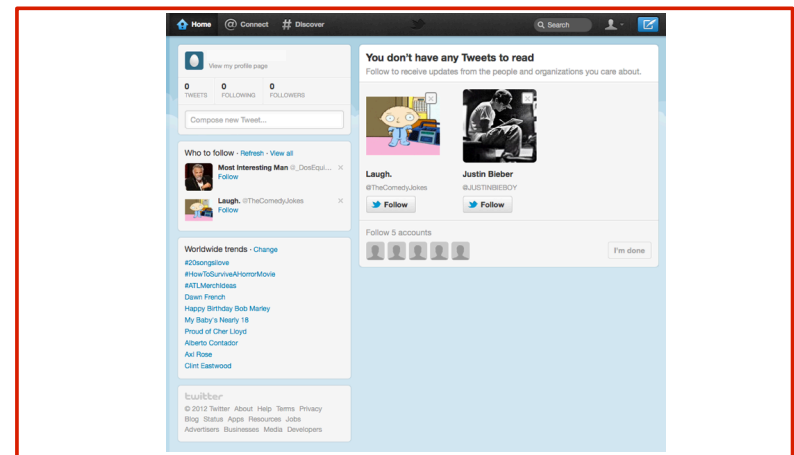 Home @ Connect # Discover Search
View my profile page
0 0 0
TWEETS FOLLOWING FOLLOWERS
Compose new Tweet...
Who to follow · Refresh · View all
Most Interesting Man @_DosEqui...
Follow
Laugh. @TheComedyJokes
Follow
Worldwide trends · Change
#20songsilove
#HowToSurviveAHorrorMovie
#ATLMerchIdeas
Dawn French
Happy Birthday Bob Marley
My Baby's Nearly 18
Proud of Cher Lloyd
Alberto Contador
Axl Rose
Clint Eastwood
twitter
© 2012 Twitter About Help Terms Privacy
Blog Status Apps Resources Jobs
Advertisers Businesses Media Developers
You don't have any Tweets to read
Follow to receive updates from the people and organizations you care about.
Laugh.
@TheComedyJokes
Follow
Justin Bieber
@JUSTINBIEBOY
Follow
Follow 5 accounts
I'm done